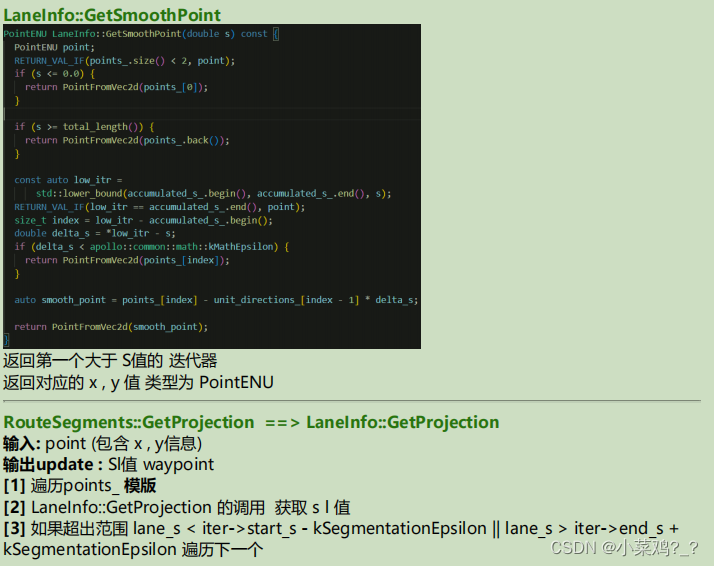 LaneInfo::GetSmoothPoint
PointENU LaneInfo::GetSmoothPoint(double s) const {
  PointENU point;
  RETURN_VAL_IF(points_.size() < 2, point);
  if (s <= 0.0) {
    return PointFromVec2d(points_[0]);
  }
  if (s >= total_length()) {
    return PointFromVec2d(points_.back());
  }
  const auto low_itr =
      std::lower_bound(accumulated_s_.begin(), accumulated_s_.end(), s);
  RETURN_VAL_IF(low_itr == accumulated_s_.end(), point);
  size_t index = low_itr - accumulated_s_.begin();
  double delta_s = *low_itr - s;
  if (delta_s < apollo::common::math::kMathEpsilon) {
    return PointFromVec2d(points_[index]);
  }
  auto smooth_point = points_[index] - unit_directions_[index - 1] * delta_s;
  return PointFromVec2d(smooth_point);
}
返回第一个大于 S值的 迭代器
返回对应的 x , y 值 类型为 PointENU
RouteSegments::GetProjection ==> LaneInfo::GetProjection
输入: point (包含 x , y信息)
输出update : Sl值 waypoint
[1] 遍历points_ 模版
[2] LaneInfo::GetProjection 的调用 获取 s l 值
[3] 如果超出范围 lane_s < iter->start_s - kSegmentationEpsilon || lane_s > iter->end_s +
kSegmentationEpsilon 遍历下一个
CSDN @小菜鸡?_?